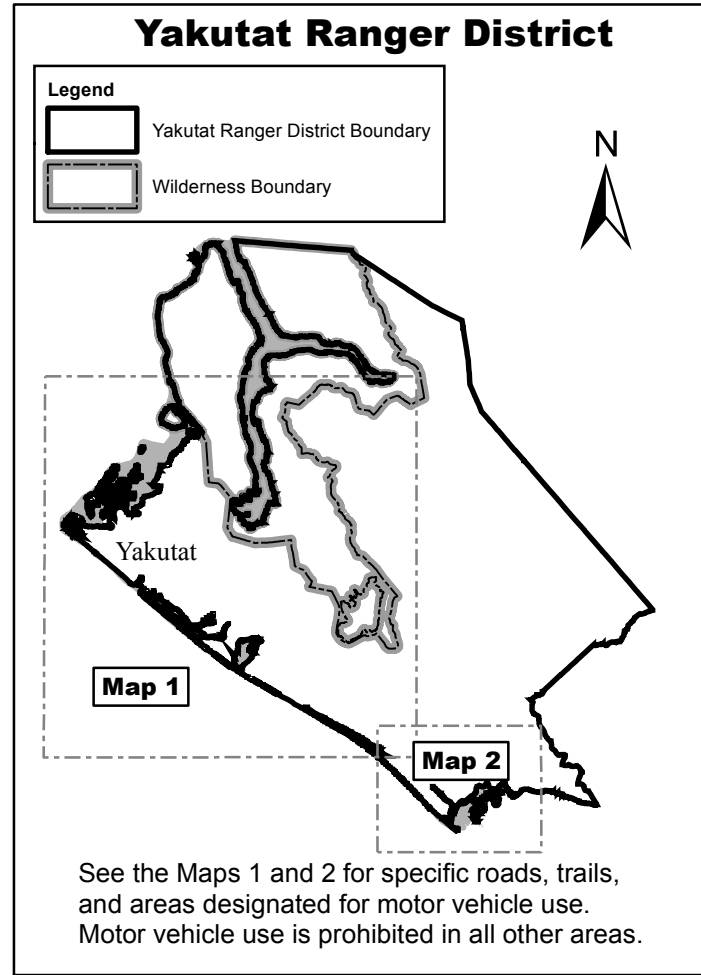 Yakutat Ranger District
Legend
Yakutat Ranger District Boundary
Wilderness Boundary
N
Yakutat
Map 1
Map 2
See the Maps 1 and 2 for specific roads, trails,
and areas designated for motor vehicle use.
Motor vehicle use is prohibited in all other areas.